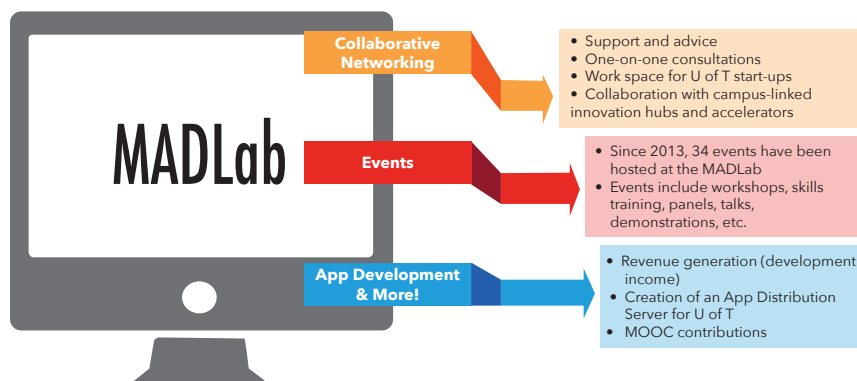 MADLab
Collaborative
Networking
• Support and advice
• One-on-one consultations
• Work space for U of T start-ups
• Collaboration with campus-linked
innovation hubs and accelerators
Events
• Since 2013, 34 events have been
hosted at the MADLab
• Events include workshops, skills
training, panels, talks,
demonstrations, etc.
App Development
& More!
• Revenue generation (development
income)
• Creation of an App Distribution
Server for U of T
• MOOC contributions